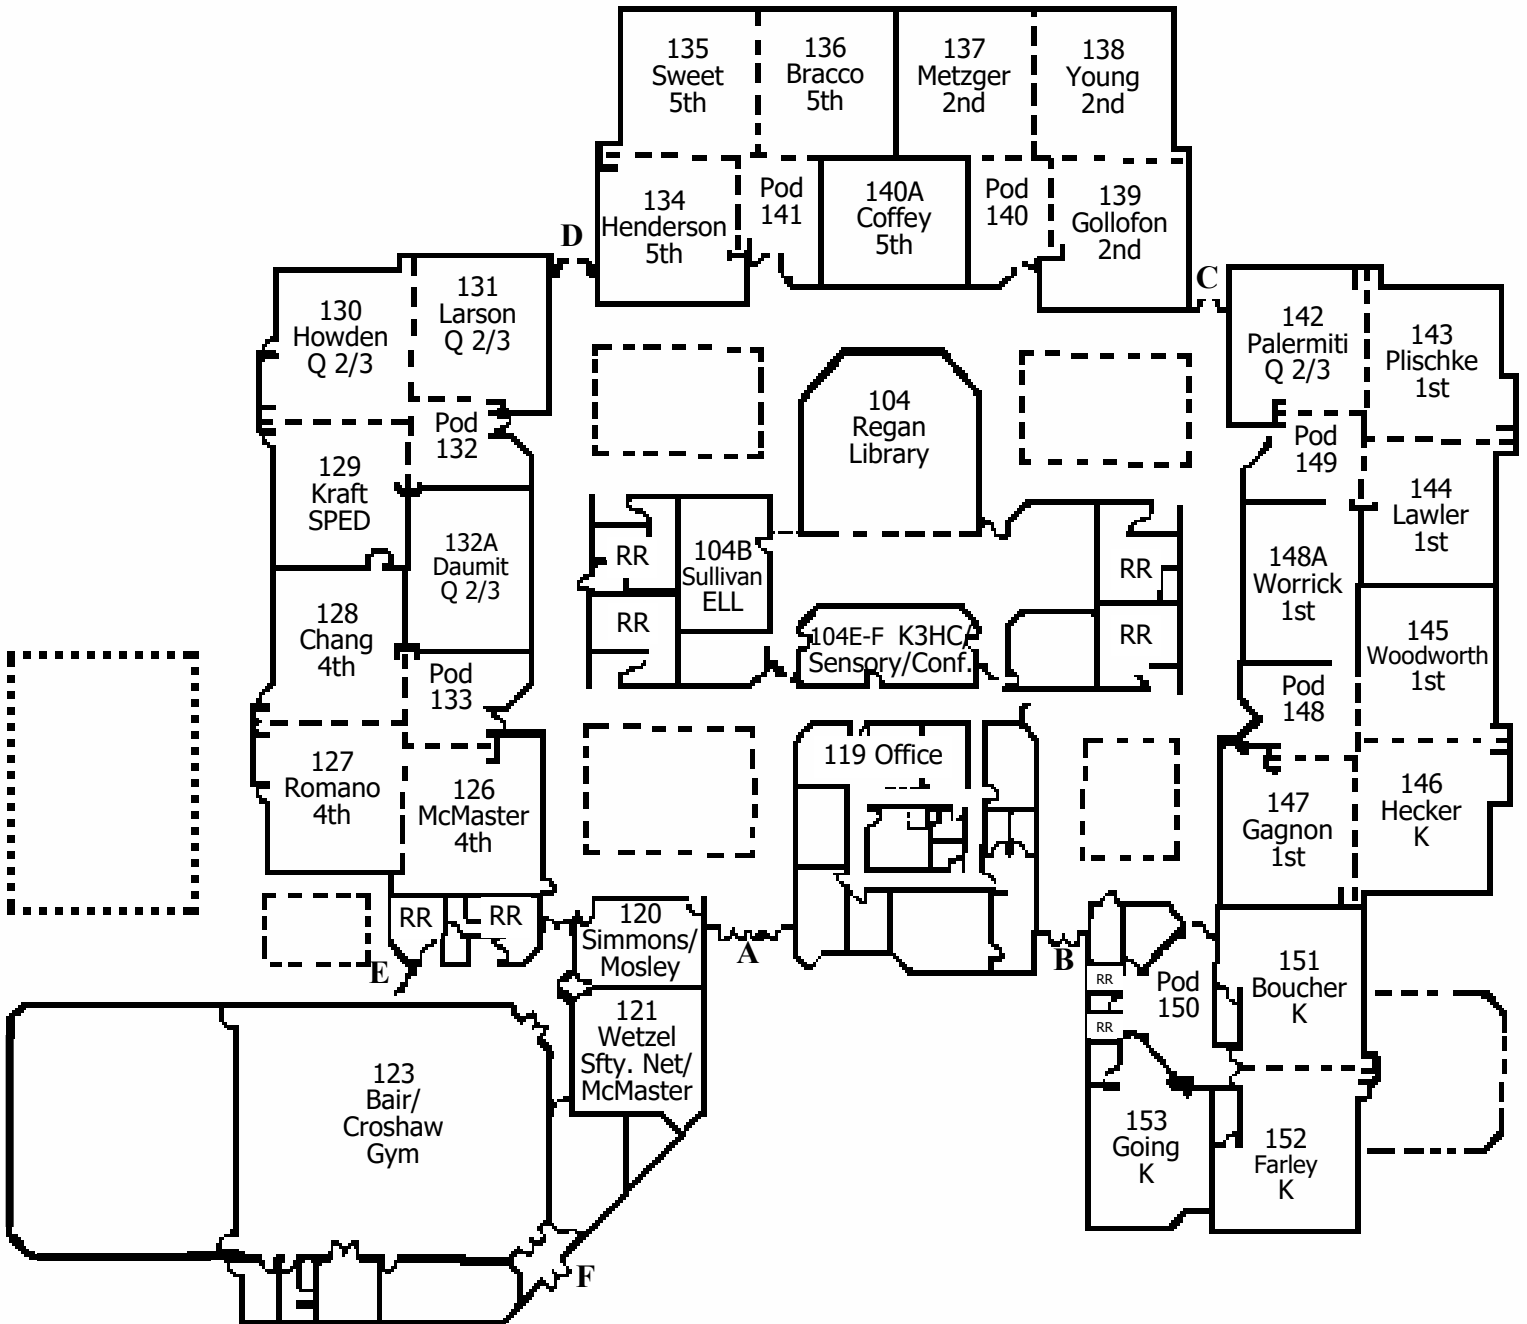 135
Sweet
5th
136
Bracco
5th
137
Metzger
2nd
138
Young
2nd
134
Henderson
5th
Pod
141
140A
Coffey
5th
Pod
140
139
Gollofon
2nd
D
C
130
Howden
Q 2/3
131
Larson
Q 2/3
142
Palermiti
Q 2/3
143
Plischke
1st
Pod
132
104
Regan
Library
Pod
149
129
Kraft
SPED
144
Lawler
1st
132A
Daumit
Q 2/3
RR
104B
Sullivan
ELL
RR
148A
Worrick
1st
128
Chang
4th
RR
104E-F K3HC/
Sensory/Conf.
RR
145
Woodworth
1st
Pod
133
Pod
148
127
Romano
4th
126
McMaster
4th
119 Office
147
Gagnon
1st
146
Hecker
K
RR
RR
120
Simmons/
Mosley
A
B
E
RR
RR
Pod
150
151
Boucher
K
121
Wetzel
Sfty. Net/
McMaster
123
Bair/
Croshaw
Gym
153
Going
K
152
Farley
K
F